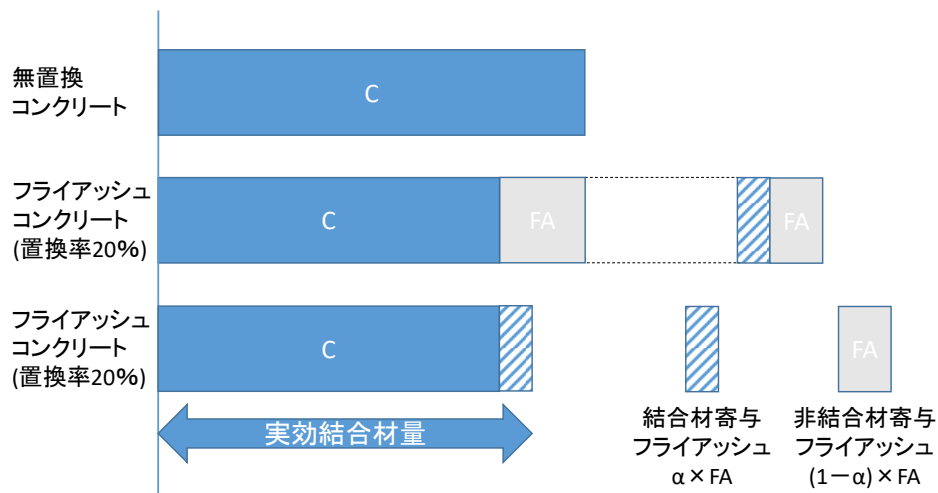 無置換
コンクリート
C
フライアッシュ
コンクリート
(置換率20%)
C
FA
FA
フライアッシュ
コンクリート
(置換率20%)
C
FA
実効結合材量
結合材寄与
フライアッシュ
α×FA
非結合材寄与
フライアッシュ
(1ーα)×FA